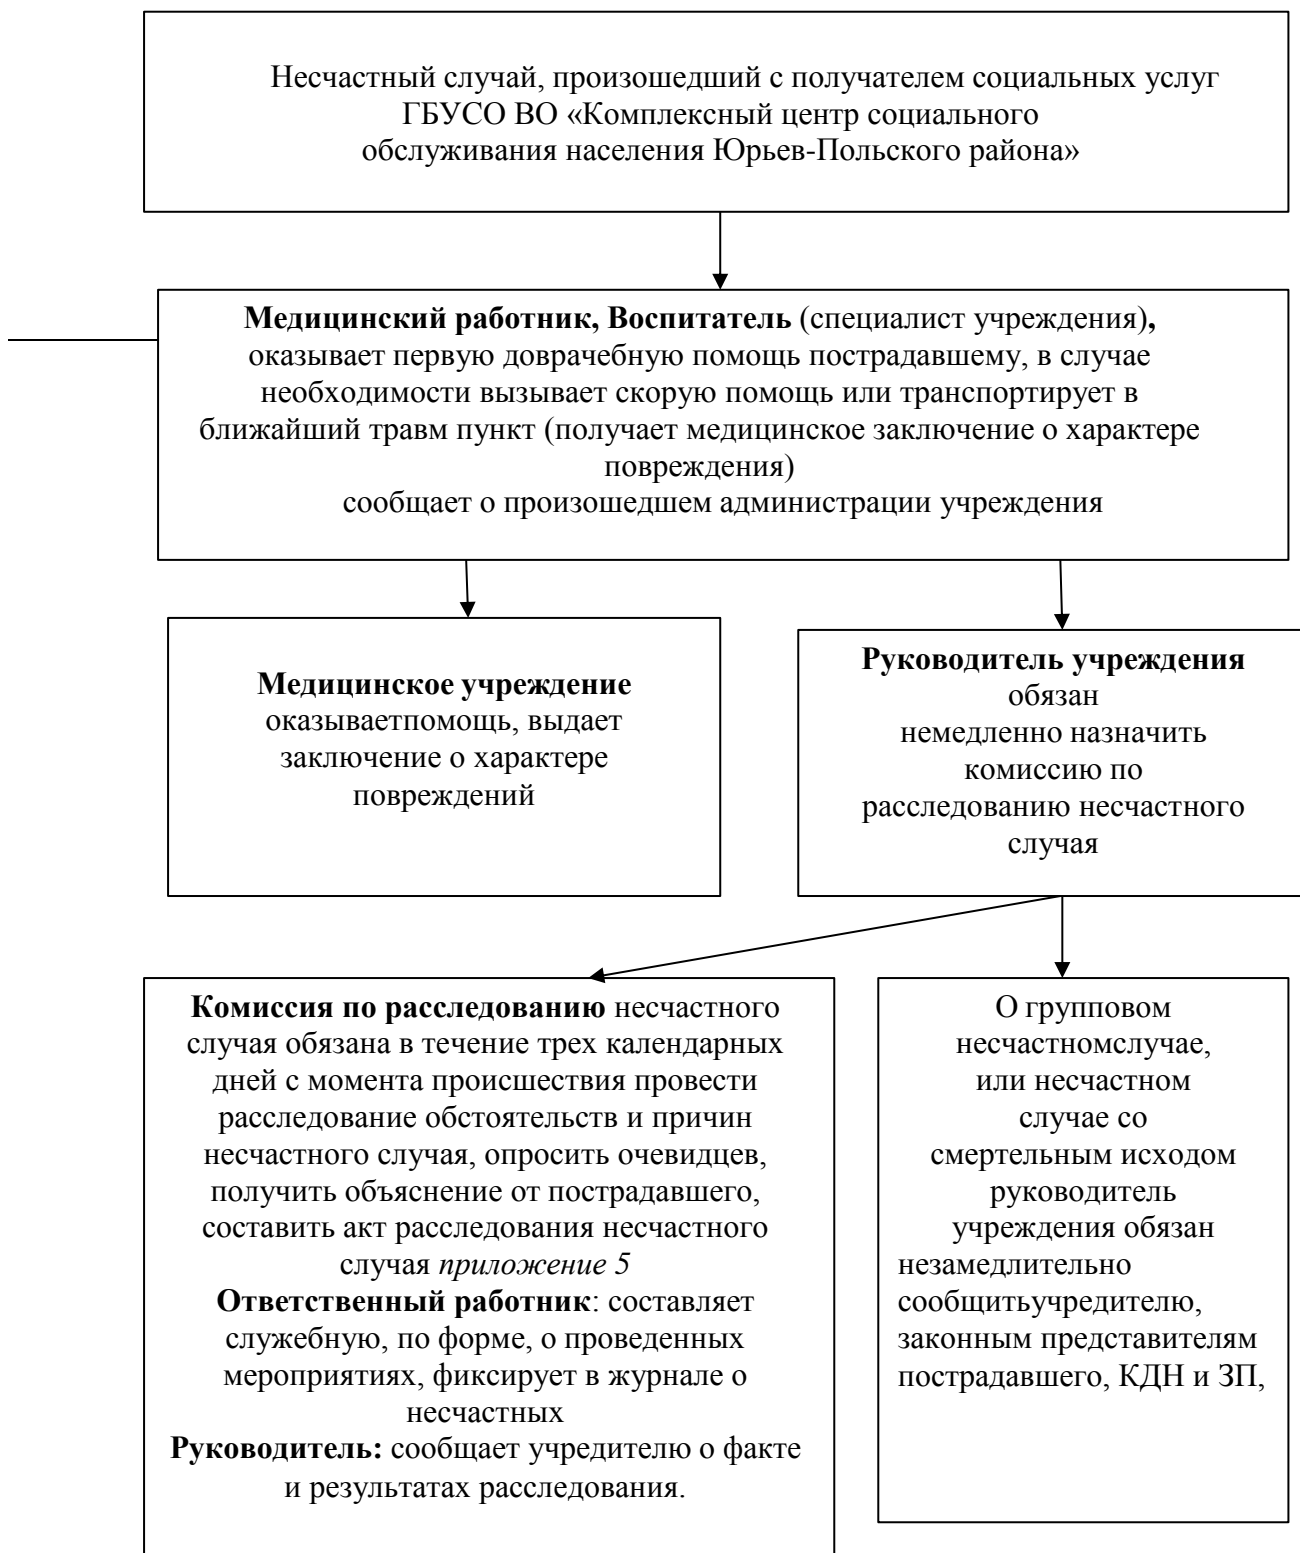 Несчастный случай, произошедший с получателем социальных услуг
ГБУСО ВО «Комплексный центр социального
обслуживания населения Юрьев-Польского района»
Медицинский работник, Воспитатель (специалист учреждения),
оказывает первую доврачебную помощь пострадавшему, в случае
необходимости вызывает скорую помощь или транспортирует в
ближайший травм пункт (получает медицинское заключение о характере
повреждения)
сообщает о произошедшем администрации учреждения
Медицинское учреждение
оказываетпомощь, выдает
заключение о характере
повреждений
Руководитель учреждения
обязан
немедленно назначить
комиссию по
расследованию несчастного
случая
Комиссия по расследованию несчастного
случая обязана в течение трех календарных
дней с момента происшествия провести
расследование обстоятельств и причин
несчастного случая, опросить очевидцев,
получить объяснение от пострадавшего,
составить акт расследования несчастного
случая приложение 5
Ответственный работник: составляет
служебную, по форме, о проведенных
мероприятиях, фиксирует в журнале о
несчастных
Руководитель: сообщает учредителю о факте
и результатах расследования.
О групповом
несчастномслучае,
или несчастном
случае со
смертельным исходом
руководитель
учреждения обязан
незамедлительно
сообщитьучредителю,
законным представителям
пострадавшего, КДН и ЗП,